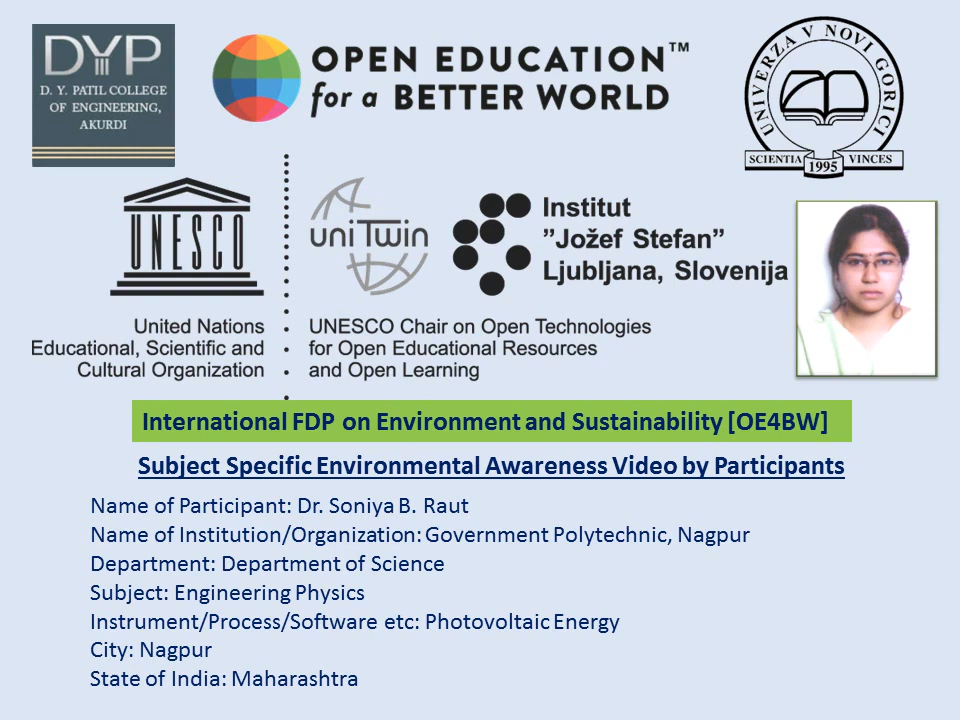 DYP
D. Y. PATIL COLLEGE
OF ENGINEERING,
AKURDI
OPEN EDUCATION™
for a BETTER WORLD
UNIVERZA V NOVI GORICI
SCIENTIA 1995 VINCES
UNESCO
uniTwin
Institut
”Jožef Stefan”
Ljubljana, Slovenija
United Nations
Educational, Scientific and
Cultural Organization
UNESCO Chair on Open Technologies
for Open Educational Resources
and Open Learning
International FDP on Environment and Sustainability [OE4BW]
Subject Specific Environmental Awareness Video by Participants
Name of Participant: Dr. Soniya B. Raut
Name of Institution/Organization: Government Polytechnic, Nagpur
Department: Department of Science
Subject: Engineering Physics
Instrument/Process/Software etc: Photovoltaic Energy
City: Nagpur
State of India: Maharashtra